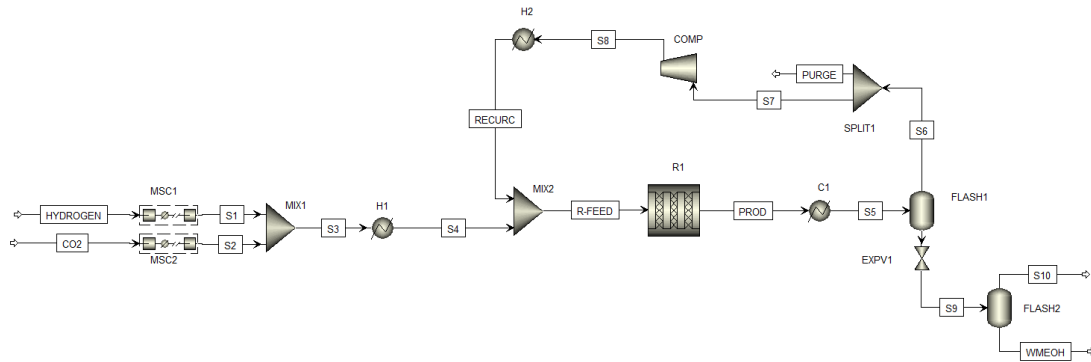 H2
S8
COMP
PURGE
S7
SPLIT1
S6
RECURC
MIX2
R1
MSC1
HYDROGEN
S1
MIX1
H1
S3
S4
R-FEED
PROD
C1
S5
FLASH1
CO2
S2
MSC2
EXPV1
S10
S9
FLASH2
WMEOH